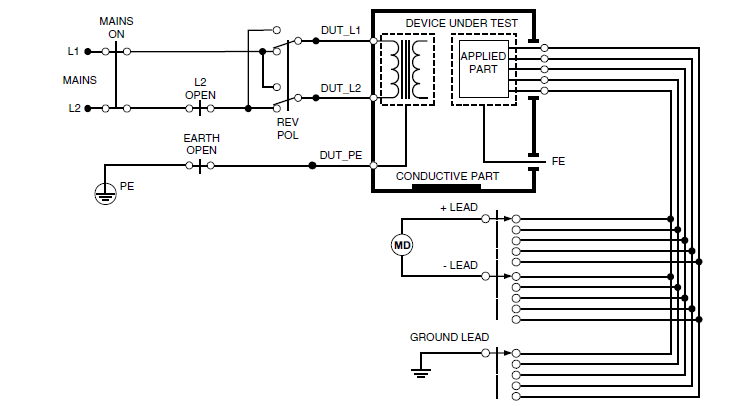 MAINS
ON
DUT_L1
DEVICE UNDER TEST
L1
APPLIED
PART
MAINS
L2
OPEN
DUT_L2
L2
REV
POL
EARTH
OPEN
DUT_PE
FE
CONDUCTIVE PART
PE
+ LEAD
MD
- LEAD
GROUND LEAD